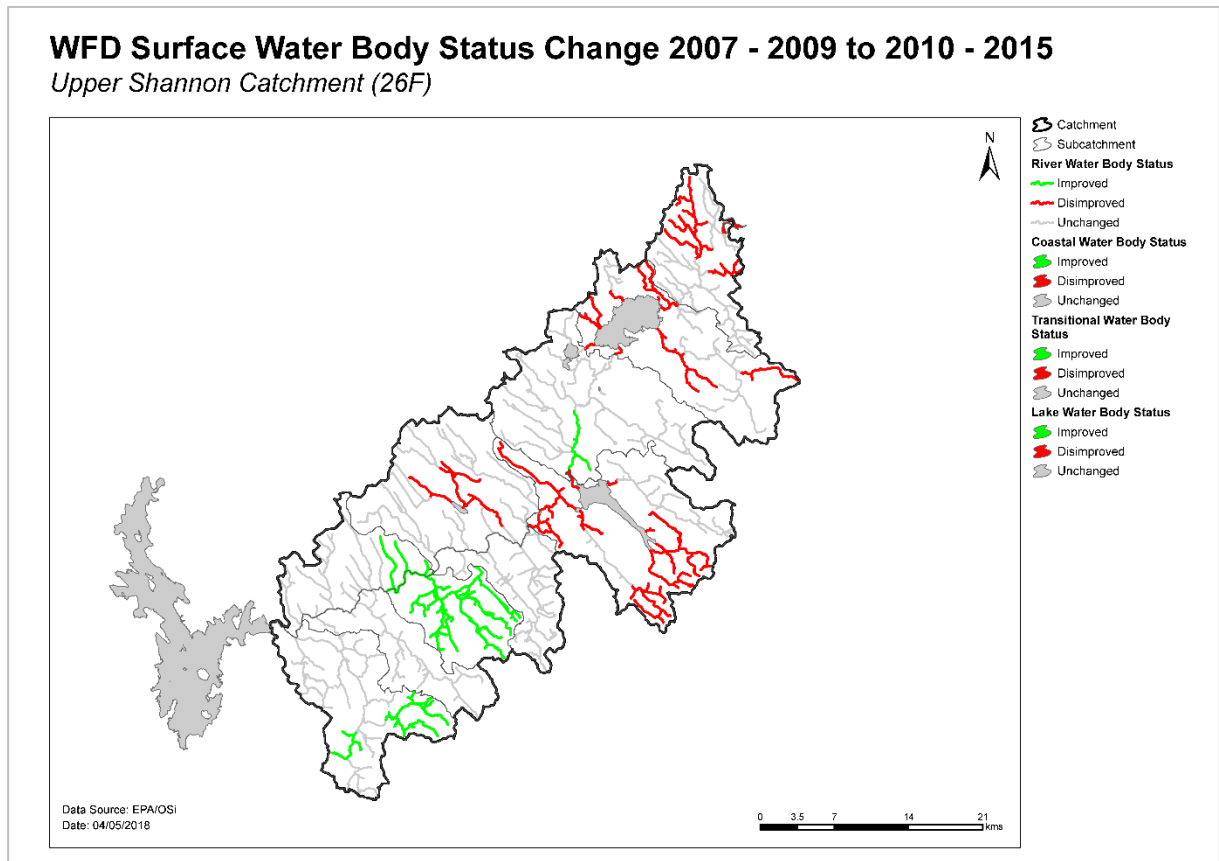 WFD Surface Water Body Status Change 2007 - 2009 to 2010 - 2015
Upper Shannon Catchment (26F)
N
Catchment
Subcatchment
River Water Body Status
Improved
Disimproved
Unchanged
Coastal Water Body Status
Improved
Disimproved
Unchanged
Transitional Water Body
Status
Improved
Disimproved
Unchanged
Lake Water Body Status
Improved
Disimproved
Unchanged
Data Source: EPA/OSi
Date: 04/05/2018
0 3.5 7 14 21
kms